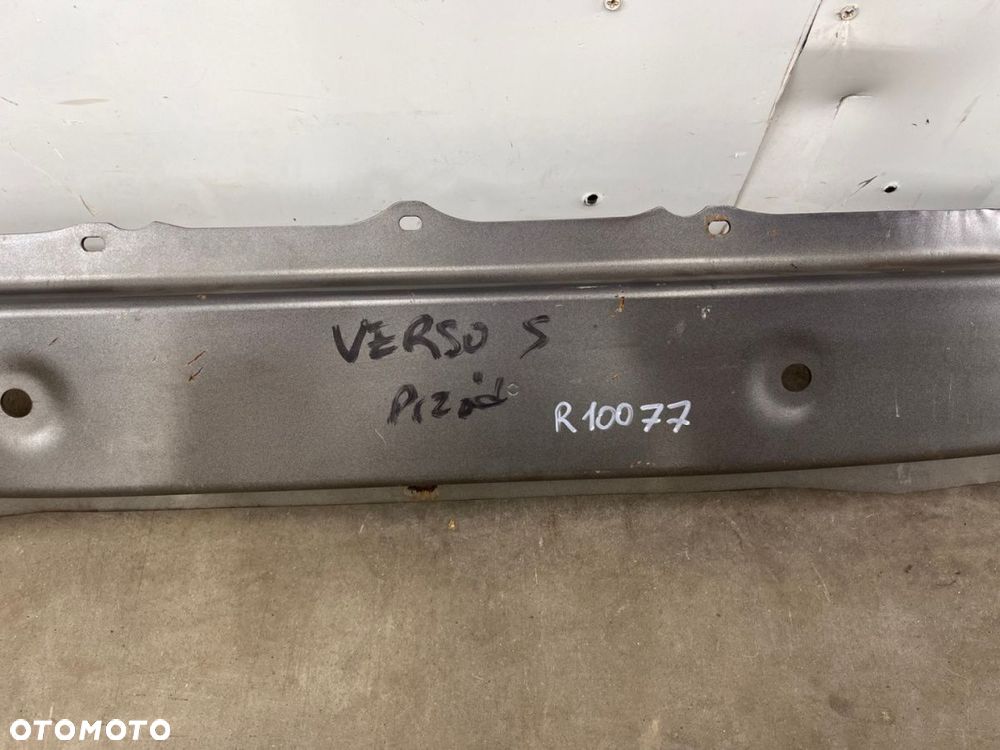 VERSO S
Przód
R10077
OTOMOTO